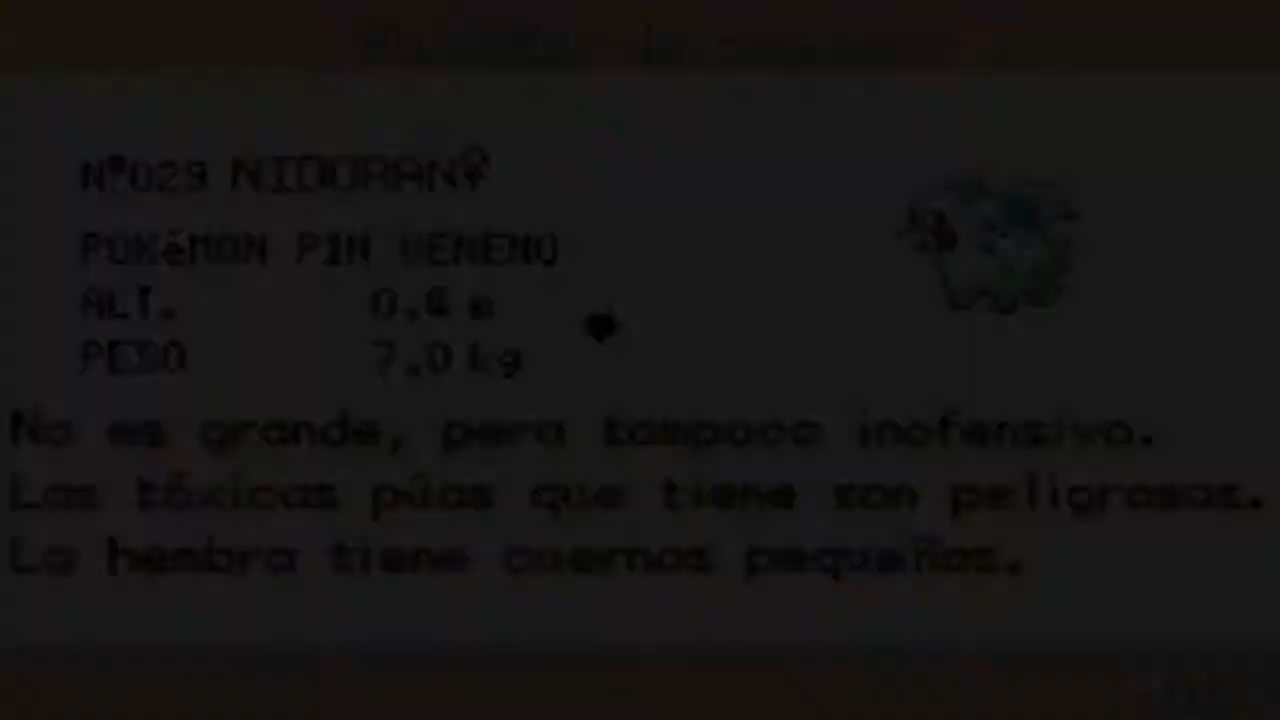 Nº029 NIDORAN♀
POKéMON PIN VENENO
ALT. 0,4 m
PESO 7,0 kg
No es grande, pero tampoco inofensivo.
Las tóxicas púas que tiene son peligrosas.
La hembra tiene cuernos pequeños.